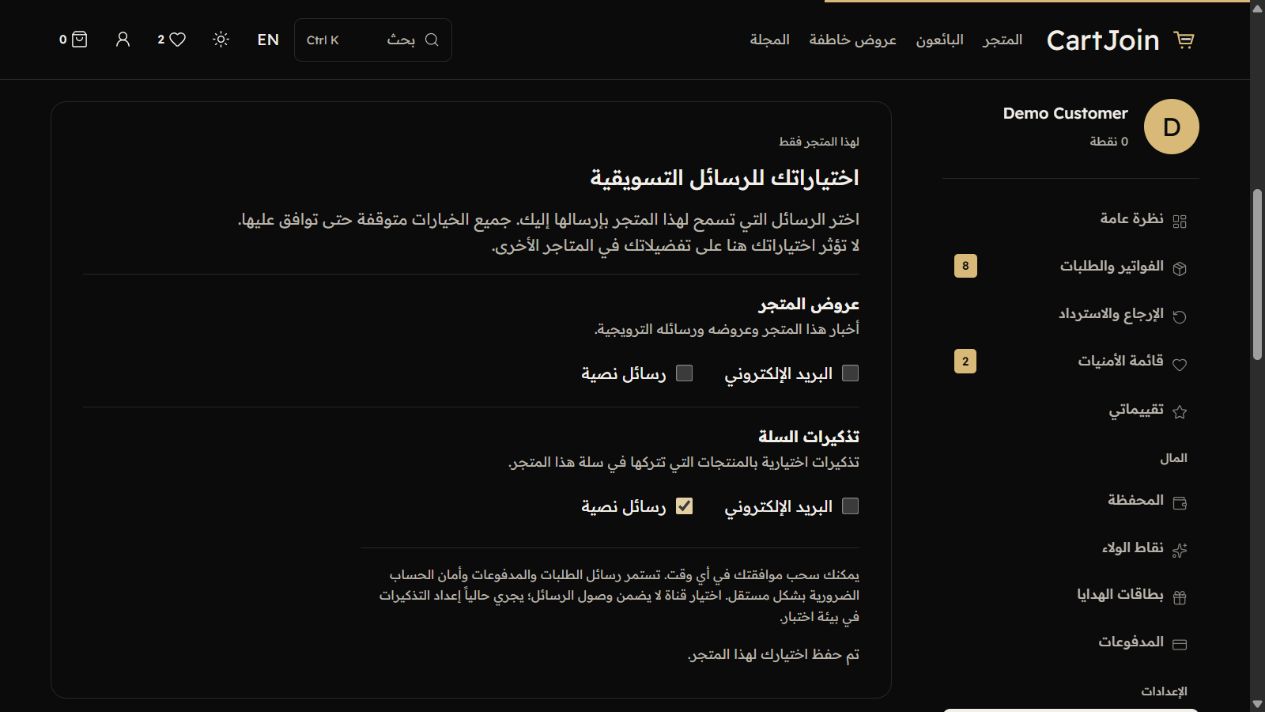 CartJoin
المتجر
البائعون
عروض خاطفة
المجلة
بحث
Ctrl K
EN
2
0
Demo Customer
D
0 نقطة
نظرة عامة
الفواتير والطلبات
8
الإرجاع والاسترداد
قائمة الأمنيات
2
تقييماتي
المال
المحفظة
نقاط الولاء
بطاقات الهدايا
المدفوعات
الإعدادات
لهذا المتجر فقط
اختياراتك للرسائل التسويقية
اختر الرسائل التي تسمح لهذا المتجر بإرسالها إليك. جميع الخيارات متوقفة حتى توافق عليها.
لا تؤثر اختياراتك هنا على تفضيلاتك في المتاجر الأخرى.
عروض المتجر
أخبار هذا المتجر وعروضه ورسائله الترويجية.
البريد الإلكتروني
رسائل نصية
تذكيرات السلة
تذكيرات اختيارية بالمنتجات التي تتركها في سلة هذا المتجر.
البريد الإلكتروني
رسائل نصية
يمكنك سحب موافقتك في أي وقت. تستمر رسائل الطلبات والمدفوعات وأمان الحساب
الضرورية بشكل مستقل. اختيار قناة لا يضمن وصول الرسائل؛ يجري حالياً إعداد التذكيرات
في بيئة اختبار.
تم حفظ اختيارك لهذا المتجر.